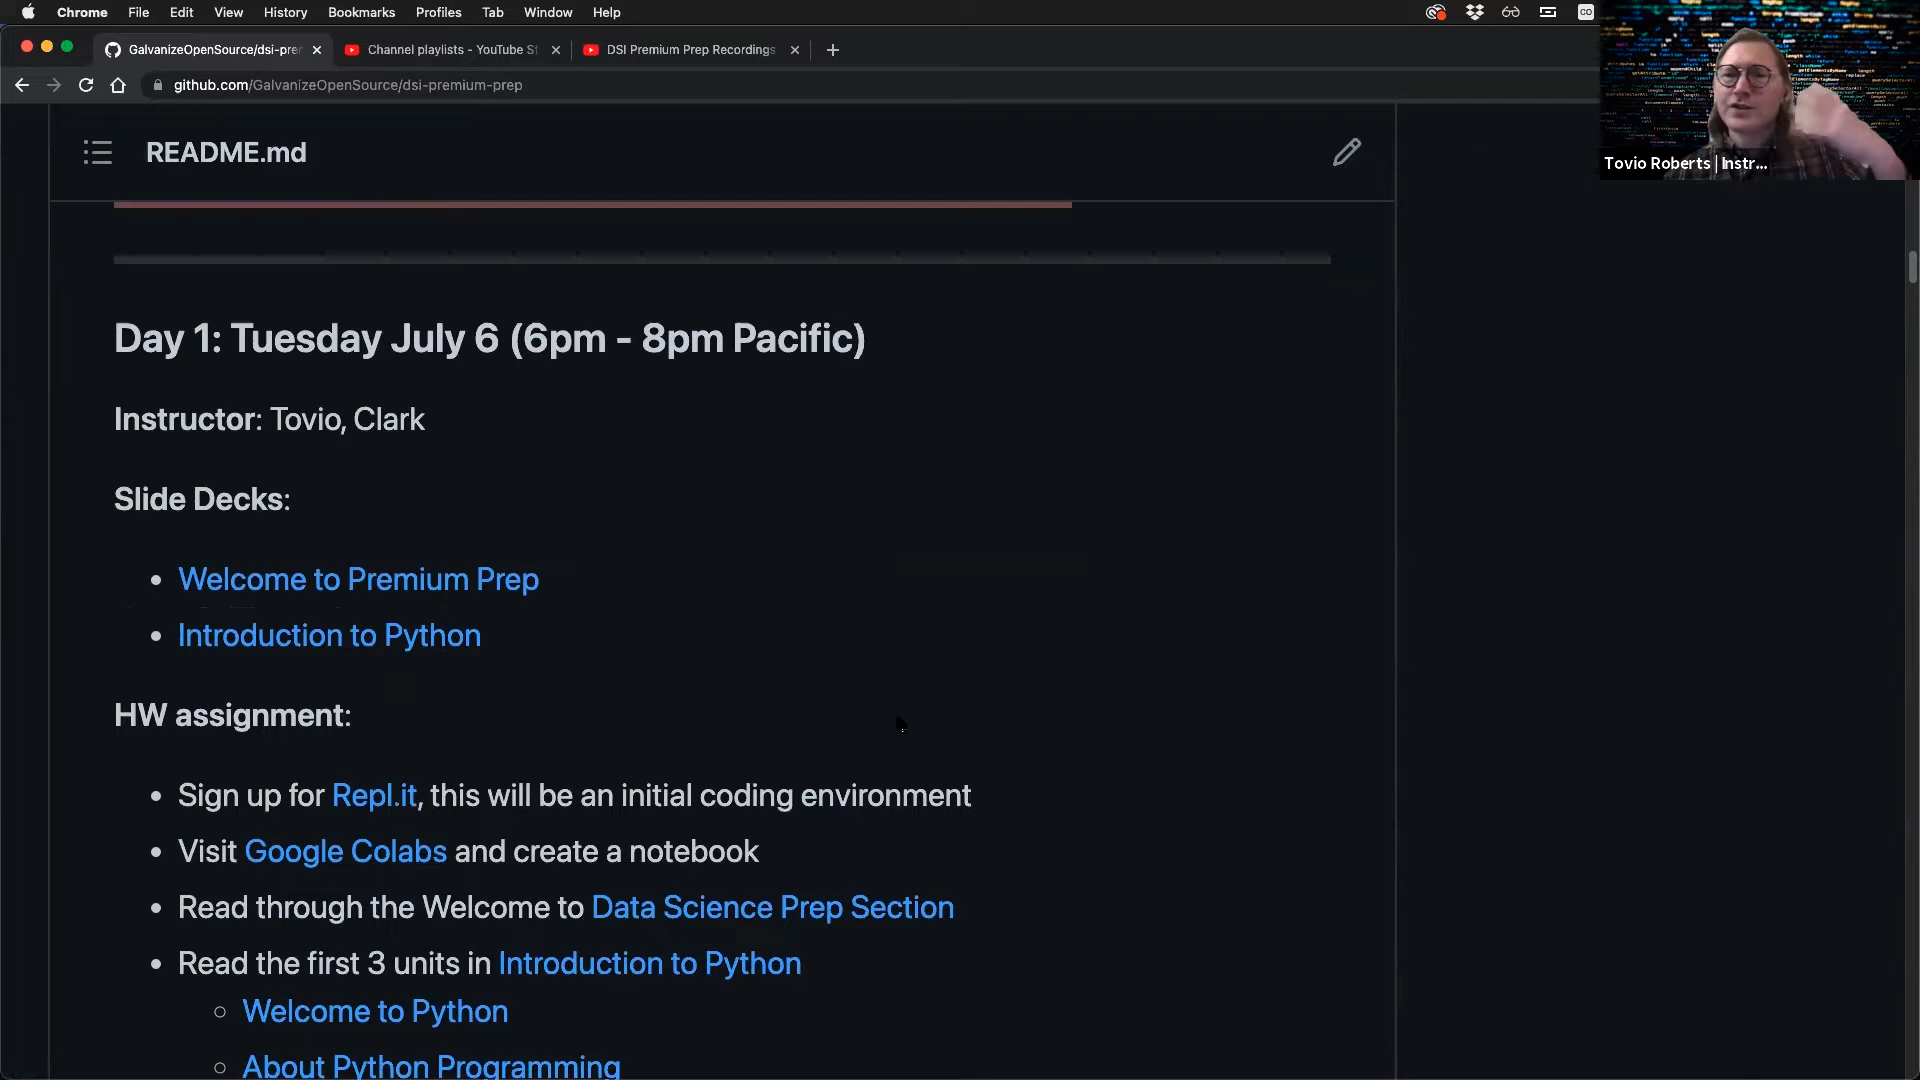 Chrome File Edit View History Bookmarks Profiles Tab Window Help
GalvanizeOpenSource/dsi-prer
Channel playlists - YouTube St
DSI Premium Prep Recordings
github.com/GalvanizeOpenSource/dsi-premium-prep
Tovio Roberts | Instr...
README.md
Day 1: Tuesday July 6 (6pm - 8pm Pacific)
Instructor: Tovio, Clark
Slide Decks:
Welcome to Premium Prep
Introduction to Python
HW assignment:
Sign up for Repl.it, this will be an initial coding environment
Visit Google Colabs and create a notebook
Read through the Welcome to Data Science Prep Section
Read the first 3 units in Introduction to Python
Welcome to Python
About Python Programming